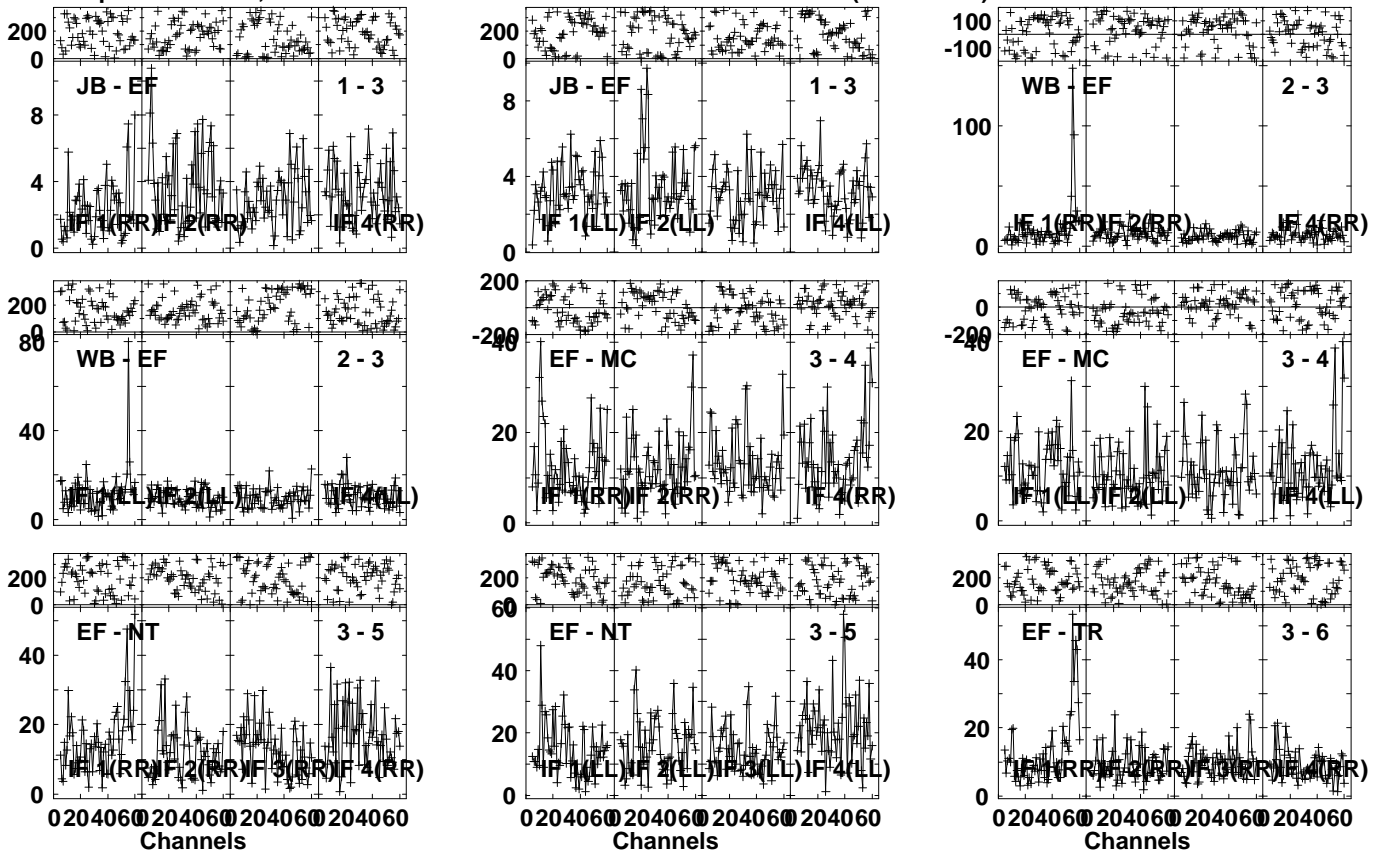 200
0
JB - EF
1 - 3
8
4
0
IF 1(RR)
IF 2(RR)
IF 4(RR)
200
0
JB - EF
1 - 3
8
4
0
IF 1(LL)
IF 2(LL)
IF 4(LL)
100
-100
WB - EF
2 - 3
100
0
IF 1(RR)
IF 2(RR)
IF 4(RR)
200
0
80
WB - EF
2 - 3
40
0
IF 1(LL)
IF 2(LL)
IF 4(LL)
200
0
-200
40
EF - MC
3 - 4
20
0
IF 1(RR)
IF 2(RR)
IF 4(RR)
0
-200
40
EF - MC
3 - 4
20
0
IF 1(LL)
IF 2(LL)
IF 4(LL)
200
0
EF - NT
3 - 5
40
20
0
IF 1(RR)
IF 2(RR)
IF 3(RR)
IF 4(RR)
0 20 40 60 0 20 40 60 0 20 40 60 0 20 40 60
Channels
200
0
60
EF - NT
3 - 5
40
20
0
IF 1(LL)
IF 2(LL)
IF 3(LL)
IF 4(LL)
0 20 40 60 0 20 40 60 0 20 40 60 0 20 40 60
Channels
200
0
EF - TR
3 - 6
40
20
0
IF 1(RR)
IF 2(RR)
IF 3(RR)
IF 4(RR)
0 20 40 60 0 20 40 60 0 20 40 60 0 20 40 60
Channels